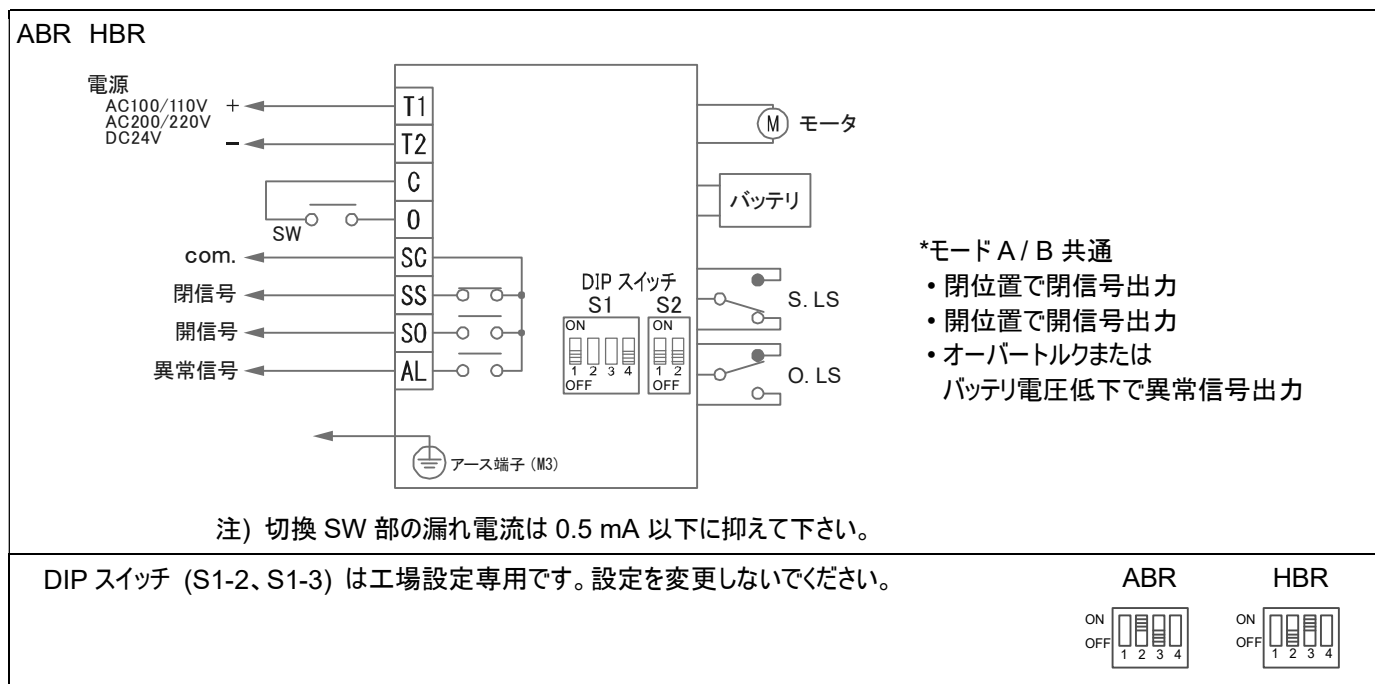 ABR HBR
電源
AC100/110V
AC200/220V
DC24V
+
−
T1
T2
C
O
SC
SS
SO
AL
SW
com.
閉信号
開信号
異常信号
アース端子 (M3)
M モータ
バッテリ
DIP スイッチ
S1 S2
ON ON
1 2 3 4 1 2
OFF OFF
S. LS
O. LS
*モード A / B 共通
・閉位置で閉信号出力
・開位置で開信号出力
・オーバートルクまたは
バッテリ電圧低下で異常信号出力
注) 切換 SW 部の漏れ電流は 0.5 mA 以下に抑えて下さい。
DIP スイッチ (S1-2、S1-3) は工場設定専用です。設定を変更しないでください。
ABR HBR
ON ON
OFF OFF
1 2 3 4 1 2 3 4